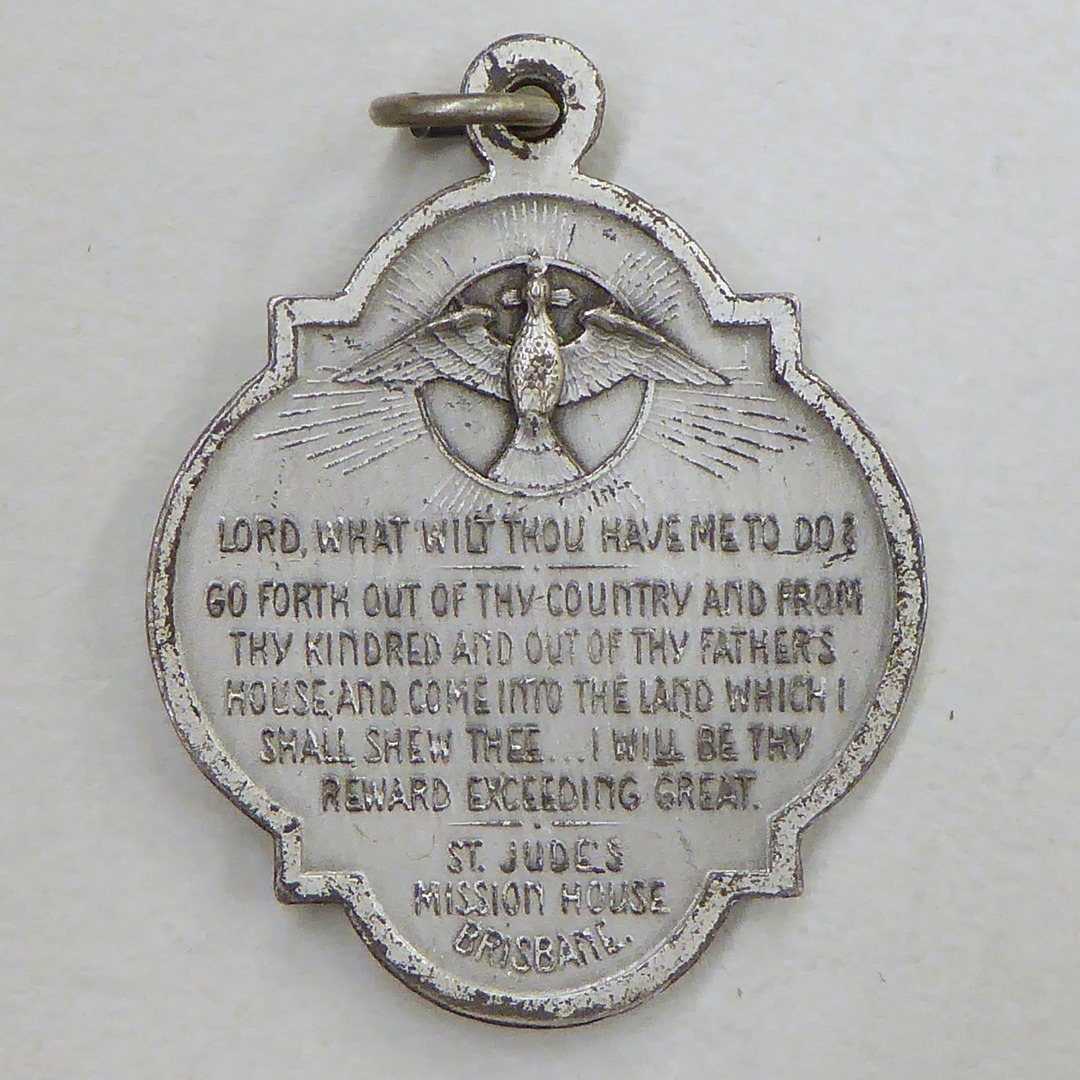 LORD, WHAT WILT THOU HAVE ME TO DO?
GO FORTH OUT OF THY COUNTRY AND FROM
THY KINDRED AND OUT OF THY FATHER'S
HOUSE, AND COME INTO THE LAND WHICH I
SHALL SHEW THEE... I WILL BE THY
REWARD EXCEEDING GREAT.
ST. JUDE'S
MISSION HOUSE
BRISBANE.